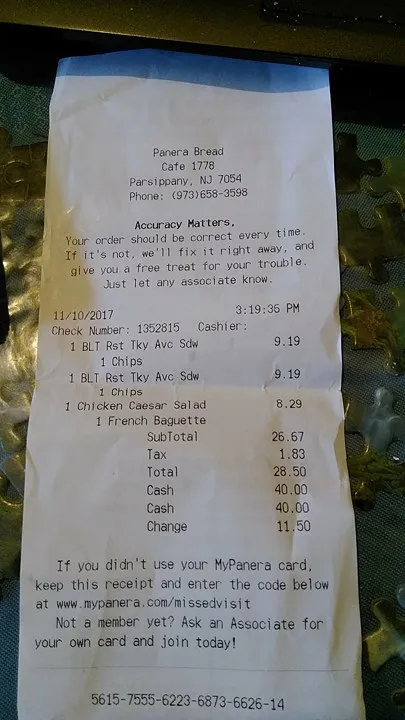 Panera Bread
Cafe 1778
Parsippany, NJ 7054
Phone: (973)658-3598
Accuracy Matters,
Your order should be correct every time.
If it's not, we'll fix it right away, and
give you a free treat for your trouble.
Just let any associate know.
11/10/2017 3:19:36 PM
Check Number: 1352815 Cashier:
1 BLT Rst Tky Avc Sdw 9.19
1 Chips
1 BLT Rst Tky Avc Sdw 9.19
1 Chips
1 Chicken Caesar Salad 8.29
1 French Baguette
SubTotal 26.67
Tax 1.83
Total 28.50
Cash 40.00
Cash 40.00
Change 11.50
If you didn't use your MyPanera card,
keep this receipt and enter the code below
at www.mypanera.com/missedvisit
Not a member yet? Ask an Associate for
your own card and join today!
5615-7555-6223-6873-6626-14